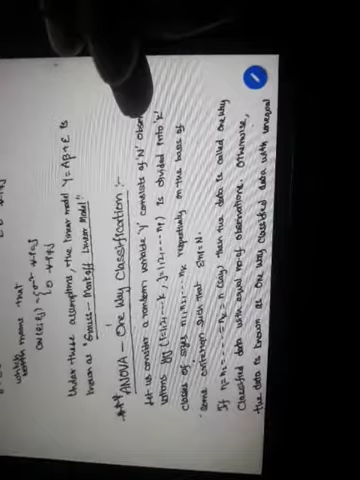 which means that
Cov(εi εj) = { σ² ∀ i=j
0 ∀ i≠j
Under these assumptions, the linear model Y = Aβ + ε is
known as "Gauss - Markoff Linear Model"
ANOVA - One Way Classification :-
Let us consider a random variable 'y' consists of 'N' obser
vations yij (i=1,2,...k, j=1,2,...ni) is divided into 'k'
classes of sizes n1, n2, ... nk respectively on the basis of
some criterion such that Σni = N.
If n1 = n2 = ...... = nk = n (say) then the data is called one way
Classified data with equal no. of observations. Otherwise,
the data is known as One Way classified data with unequal